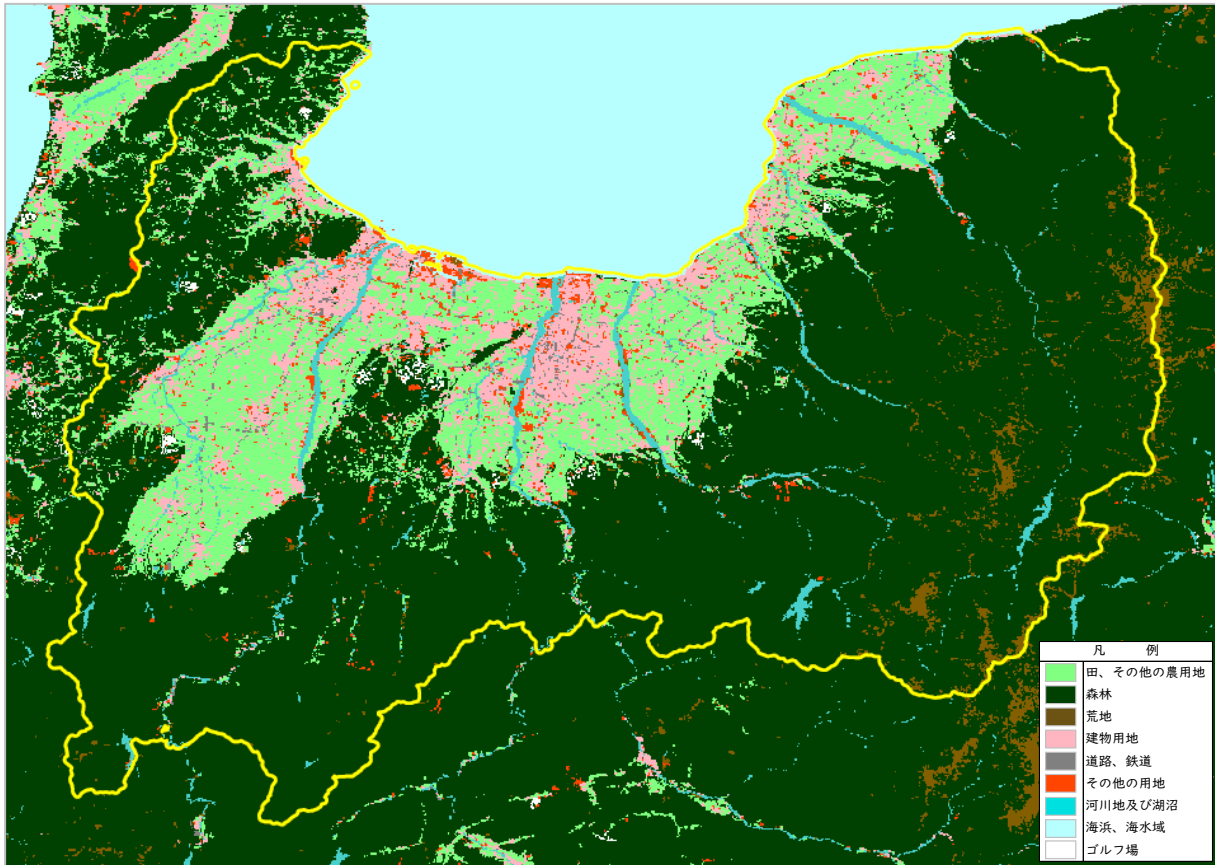 凡 例
田、その他の農用地
森林
荒地
建物用地
道路、鉄道
その他の用地
河川地及び湖沼
海浜、海水域
ゴルフ場